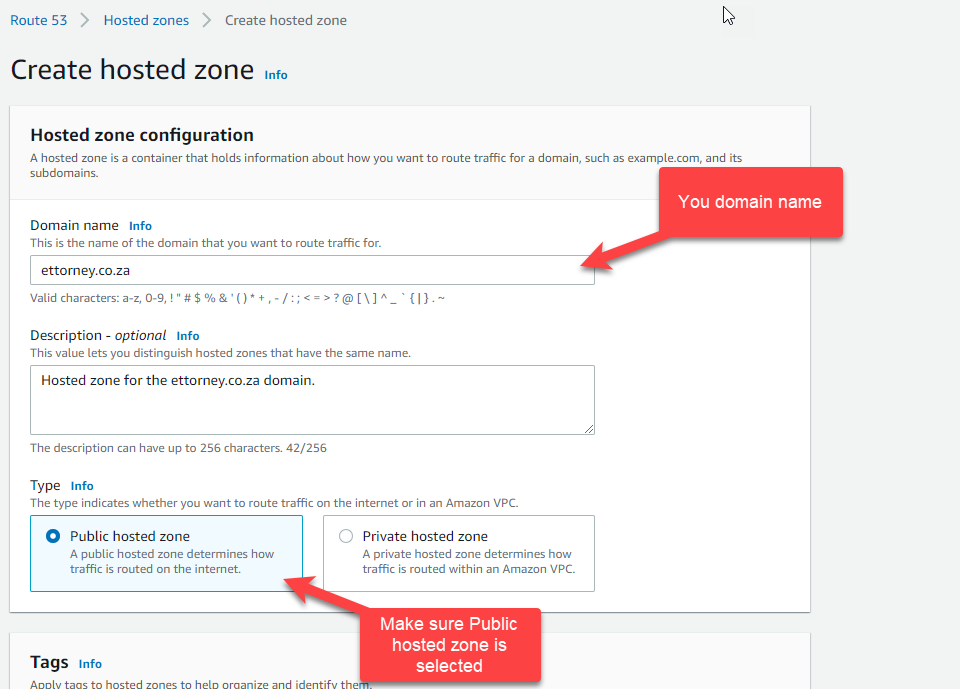 Route 53 > Hosted zones > Create hosted zone
Create hosted zone Info
Hosted zone configuration
A hosted zone is a container that holds information about how you want to route traffic for a domain, such as example.com, and its
subdomains.
You domain name
Domain name Info
This is the name of the domain that you want to route traffic for.
ettorney.co.za
Valid characters: a-z, 0-9, ! " # $ % & ' ( ) * + , - / : ; < = > ? @ [ \ ] ^ _ ` { | } . ~
Description - optional Info
This value lets you distinguish hosted zones that have the same name.
Hosted zone for the ettorney.co.za domain.
The description can have up to 256 characters. 42/256
Type Info
The type indicates whether you want to route traffic on the internet or in an Amazon VPC.
Public hosted zone
A public hosted zone determines how
traffic is routed on the internet.
Private hosted zone
A private hosted zone determines how
traffic is routed within an Amazon VPC.
Make sure Public
hosted zone is
selected
Tags Info
Apply tags to hosted zones to help organize and identify them.